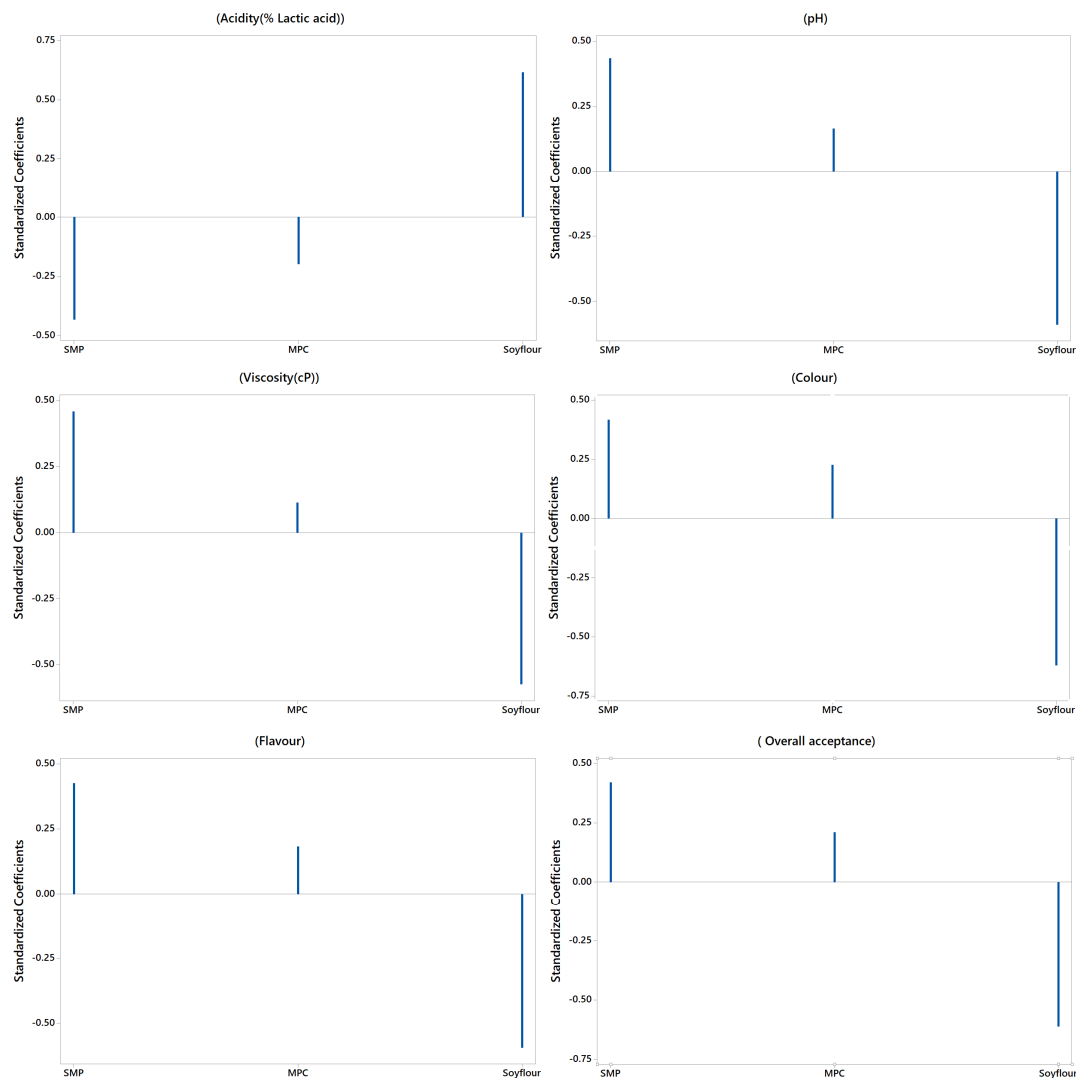 (Acidity(% Lactic acid))
Standardized Coefficients
0.75
0.50
0.25
0.00
-0.25
-0.50
SMP MPC Soyflour
(pH)
Standardized Coefficients
0.50
0.25
0.00
-0.25
-0.50
SMP MPC Soyflour
(Viscosity(cP))
Standardized Coefficients
0.50
0.25
0.00
-0.25
-0.50
SMP MPC Soyflour
(Colour)
Standardized Coefficients
0.50
0.25
0.00
-0.25
-0.50
-0.75
SMP MPC Soyflour
(Flavour)
Standardized Coefficients
0.50
0.25
0.00
-0.25
-0.50
SMP MPC Soyflour
( Overall acceptance)
Standardized Coefficients
0.50
0.25
0.00
-0.25
-0.50
-0.75
SMP MPC Soyflour